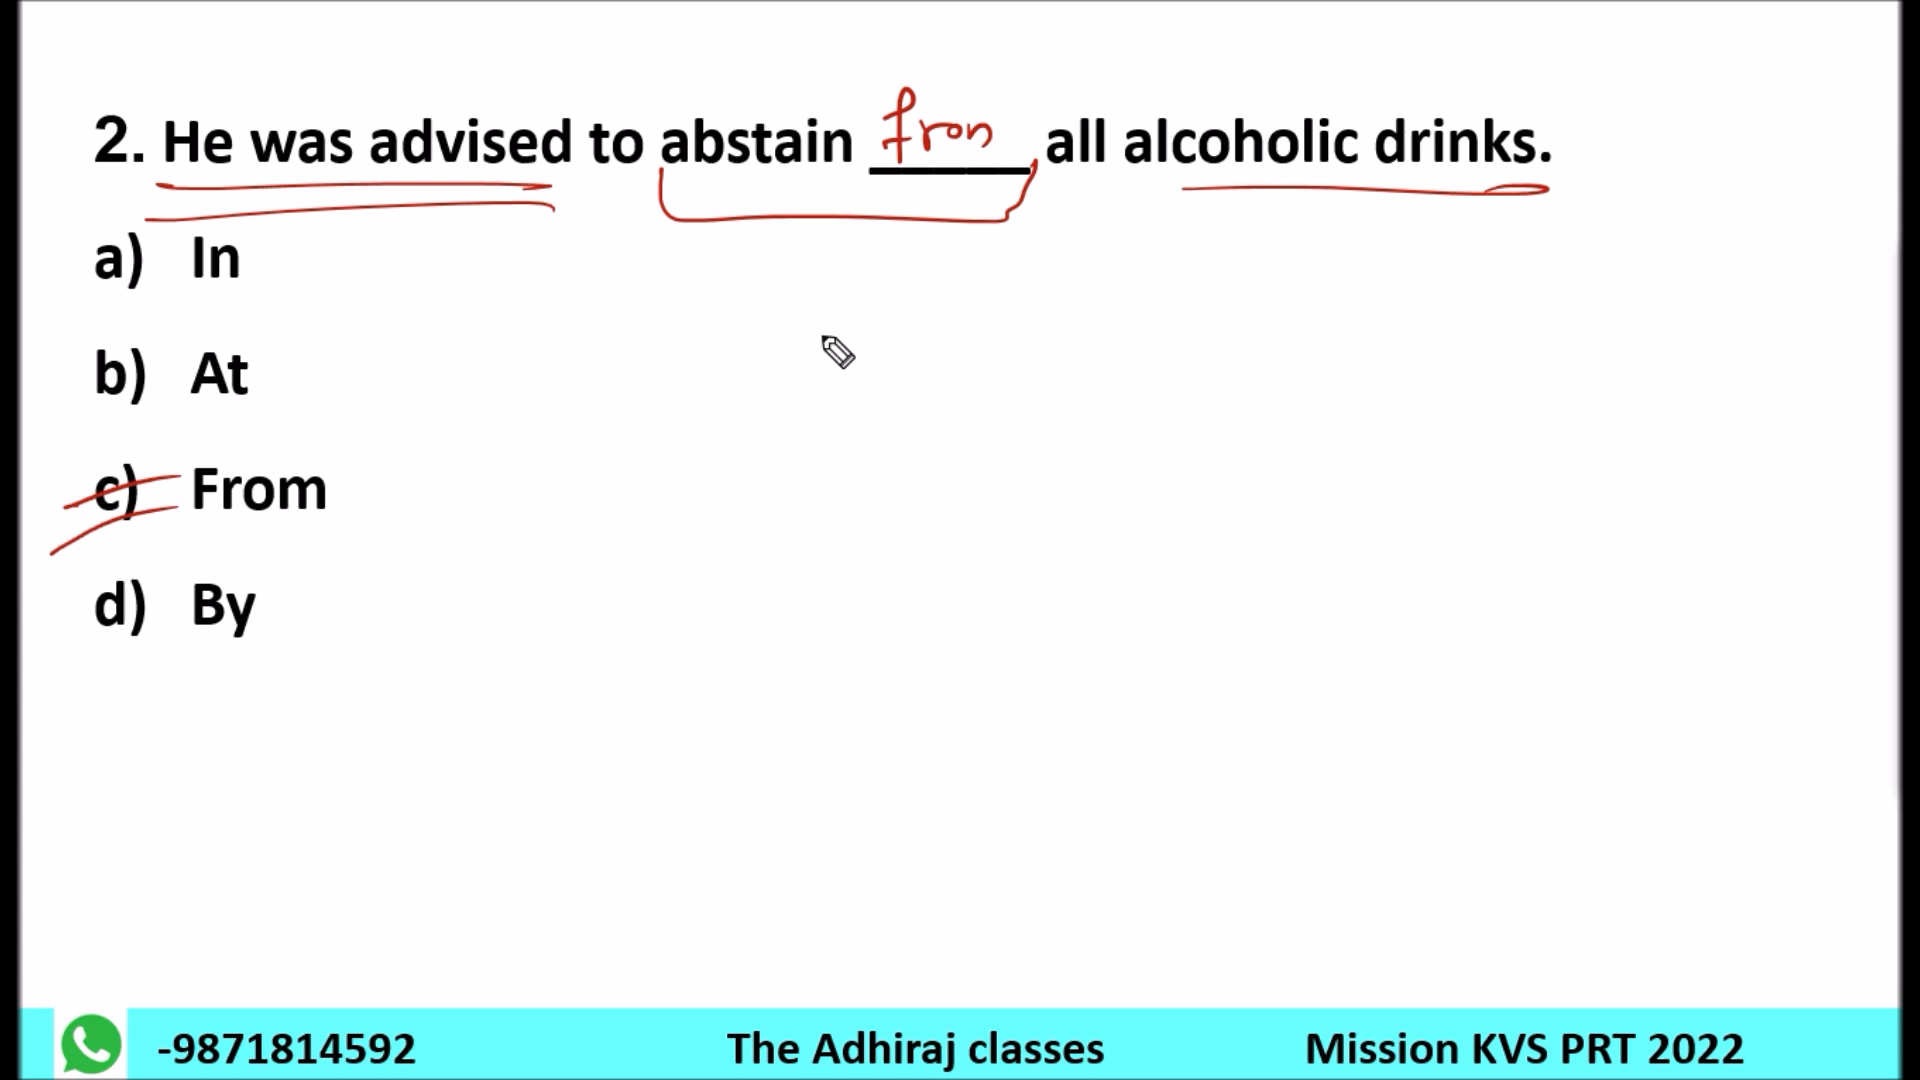 2. He was advised to abstain fron all alcoholic drinks.
a) In
b) At
c) From
d) By
-9871814592 The Adhiraj classes Mission KVS PRT 2022